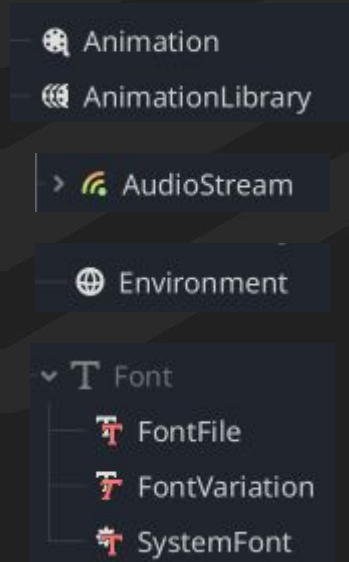 Animation
AnimationLibrary
AudioStream
Environment
Font
FontFile
FontVariation
SystemFont